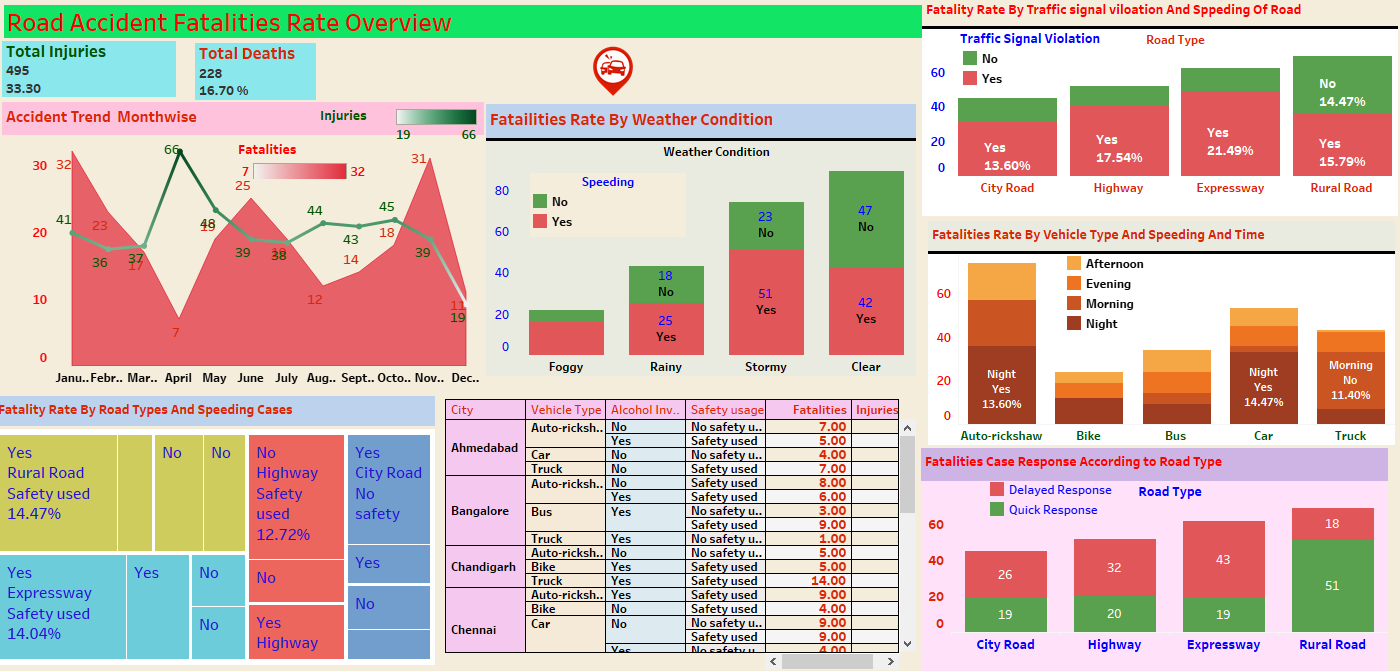 Road Accident Fatalities Rate Overview
Total Injuries
495
33.30
Total Deaths
228
16.70 %
Accident Trend  Monthwise
Injuries
19
66
Fatalities
7
32
30
20
10
0
32
23
17
7
19
25
19
12
14
18
31
11
41
36
37
66
48
39
38
44
43
45
39
19
Janu..
Febr..
Mar..
April
May
June
July
Aug..
Sept..
Octo..
Nov..
Dec..
Fatailities Rate By Weather Condition
Weather Condition
Speeding
No
Yes
80
60
40
20
0
18
No
25
Yes
23
No
51
Yes
47
No
42
Yes
Foggy
Rainy
Stormy
Clear
Fatality Rate By Traffic signal viloation And Sppeding Of Road
Traffic Signal Violation
No
Yes
Road Type
60
40
20
0
Yes
13.60%
Yes
17.54%
Yes
21.49%
No
14.47%
Yes
15.79%
City Road
Highway
Expressway
Rural Road
Fatalities Rate By Vehicle Type And Speeding And Time
Afternoon
Evening
Morning
Night
60
40
20
0
Night
Yes
13.60%
Night
Yes
14.47%
Morning
No
11.40%
Auto-rickshaw
Bike
Bus
Car
Truck
Fatality Rate By Road Types And Speeding Cases
Yes
Rural Road
Safety used
14.47%
No
No
Yes
Expressway
Safety used
14.04%
Yes
No
No
No
Highway
Safety
used
12.72%
No
Yes
Highway
Yes
City Road
No
safety
Yes
No
City Vehicle Type Alcohol Inv.. Safety usage Fatalities Injuries
Ahmedabad Auto-ricksh.. No No safety u.. 7.00
Yes Safety used 5.00
Car No No safety u.. 4.00
Truck No Safety used 7.00
Bangalore Auto-ricksh.. No No safety u.. 8.00
Yes Safety used 6.00
Bus Yes No safety u.. 3.00
Safety used 9.00
Truck Yes No safety u.. 1.00
Chandigarh Auto-ricksh.. No No safety u.. 5.00
Bike Yes Safety used 5.00
Truck Yes Safety used 14.00
Chennai Auto-ricksh.. Yes Safety used 9.00
Bike No No safety u.. 4.00
Car No No safety u.. 9.00
Safety used 9.00
Yes No safety u.. 4.00
Fatalities Case Response According to Road Type
Delayed Response
Quick Response
Road Type
60
40
20
0
26
19
32
20
43
19
18
51
City Road
Highway
Expressway
Rural Road